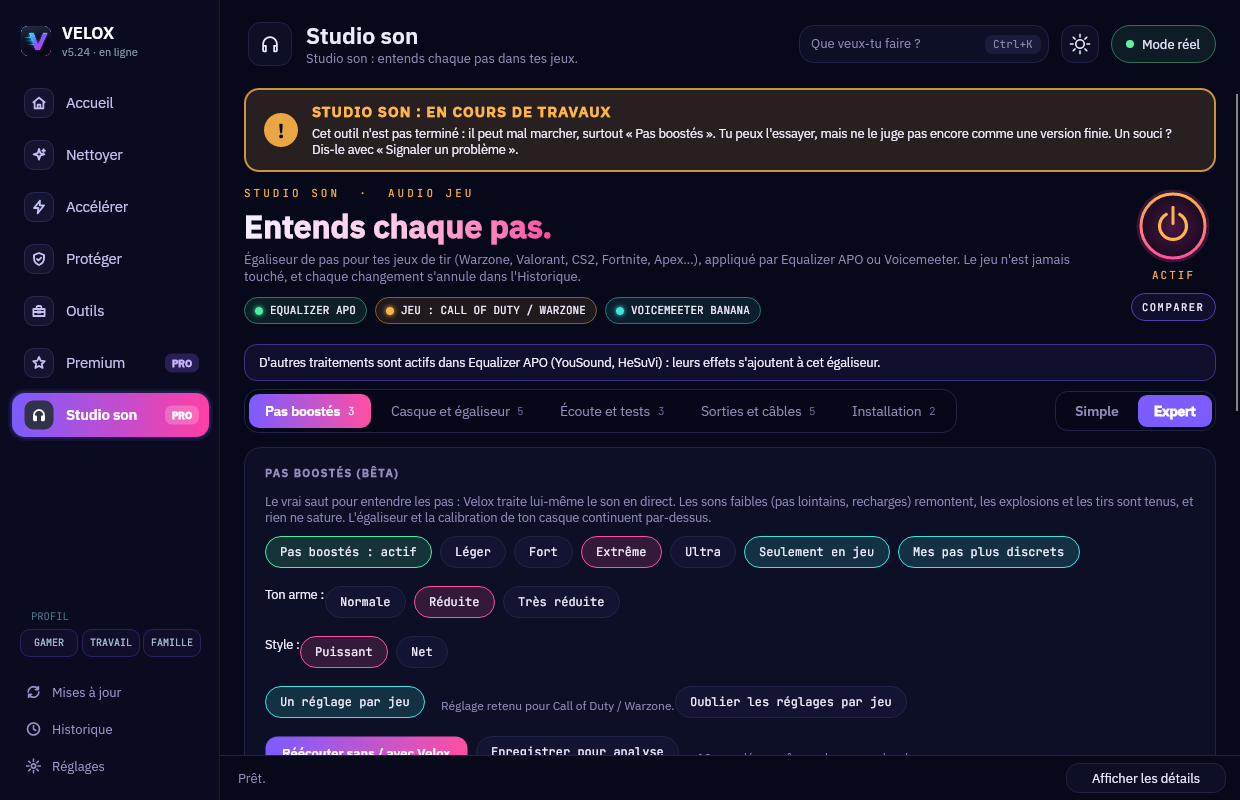 VELOX
v5.24 · en ligne
Accueil
Nettoyer
Accélérer
Protéger
Outils
Premium PRO
Studio son PRO
PROFIL
GAMER TRAVAIL FAMILLE
Mises à jour
Historique
Réglages
Studio son
Studio son : entends chaque pas dans tes jeux.
Que veux-tu faire ? Ctrl+K
Mode réel
! STUDIO SON : EN COURS DE TRAVAUX
Cet outil n'est pas terminé : il peut mal marcher, surtout « Pas boostés ». Tu peux l'essayer, mais ne le juge pas encore comme une version finie. Un souci ?
Dis-le avec « Signaler un problème ».
STUDIO SON · AUDIO JEU
Entends chaque pas.
Égaliseur de pas pour tes jeux de tir (Warzone, Valorant, CS2, Fortnite, Apex…), appliqué par Equalizer APO ou Voicemeeter. Le jeu n'est jamais
touché, et chaque changement s'annule dans l'Historique.
EQUALIZER APO JEU : CALL OF DUTY / WARZONE VOICEMEETER BANANA
ACTIF
COMPARER
D'autres traitements sont actifs dans Equalizer APO (YouSound, HeSuVi) : leurs effets s'ajoutent à cet égaliseur.
Pas boostés 3 Casque et égaliseur 5 Écoute et tests 3 Sorties et câbles 5 Installation 2
Simple Expert
PAS BOOSTÉS (BÊTA)
Le vrai saut pour entendre les pas : Velox traite lui-même le son en direct. Les sons faibles (pas lointains, recharges) remontent, les explosions et les tirs sont tenus, et
rien ne sature. L'égaliseur et la calibration de ton casque continuent par-dessus.
Pas boostés : actif Léger Fort Extrême Ultra Seulement en jeu Mes pas plus discrets
Ton arme : Normale Réduite Très réduite
Style : Puissant Net
Un réglage par jeu Réglage retenu pour Call of Duty / Warzone. Oublier les réglages par jeu
Réécouter sans / avec Velox Enregistrer pour analyse
Prêt.
Afficher les détails